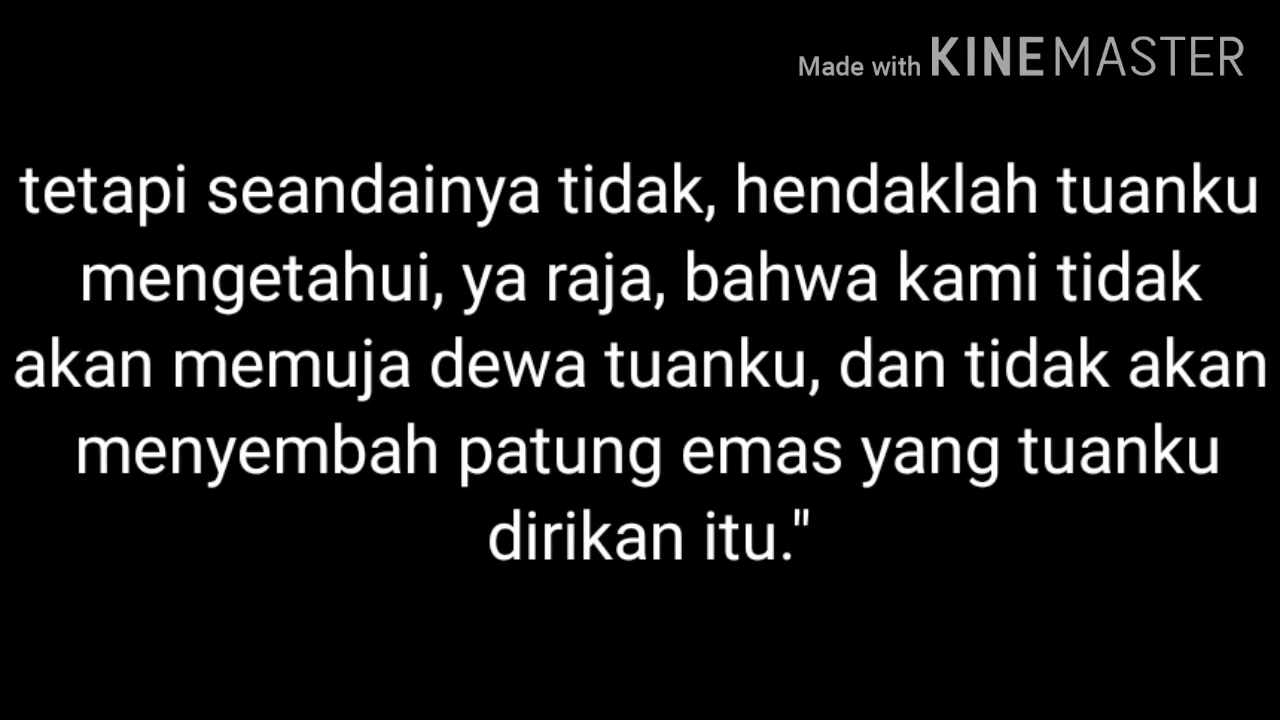 Made with KINEMASTER
tetapi seandainya tidak, hendaklah tuanku
mengetahui, ya raja, bahwa kami tidak
akan memuja dewa tuanku, dan tidak akan
menyembah patung emas yang tuanku
dirikan itu."